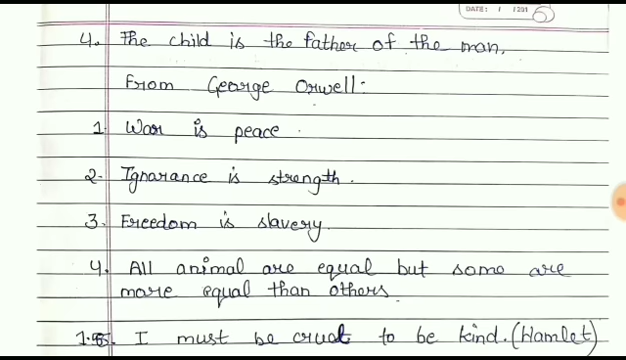 DATE: / /201
4. The child is the father of the man.
From George Orwell:
1. War is peace.
2. Ignarance is strength.
3. Freedom is slavery.
4. All animal are equal but some are
more equal than others.
I must be cruel to be kind. (Hamlet)